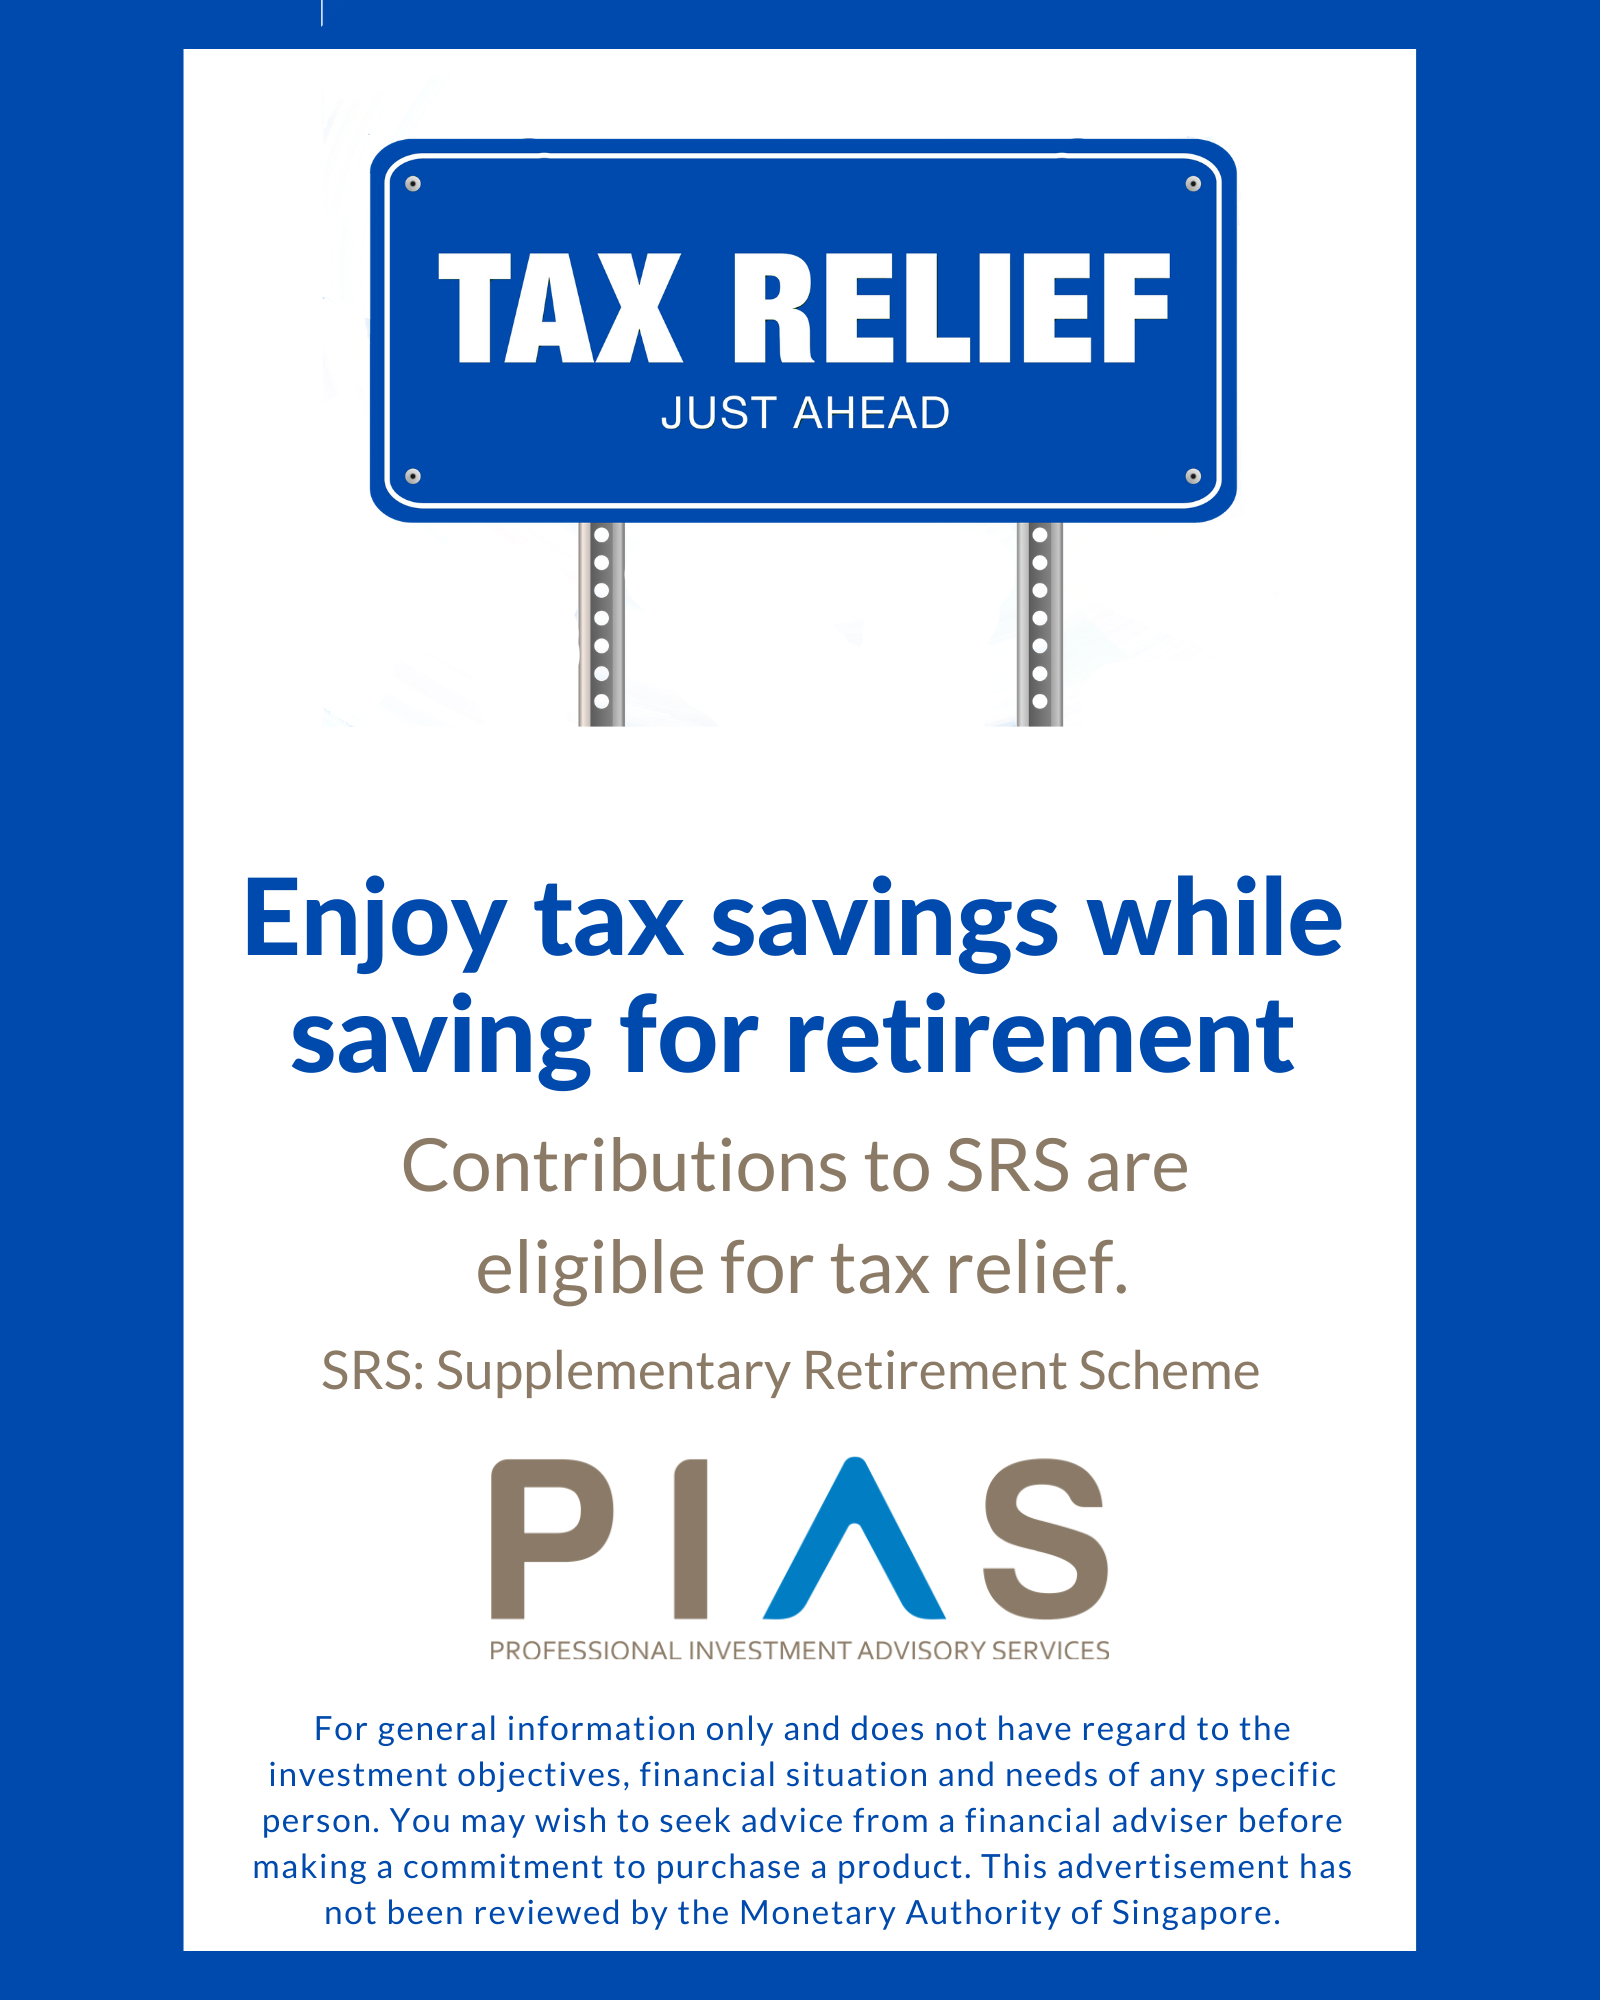 TAX RELIEF
JUST AHEAD
Enjoy tax savings while
saving for retirement
Contributions to SRS are
eligible for tax relief.
SRS: Supplementary Retirement Scheme
PIAS
PROFESSIONAL INVESTMENT ADVISORY SERVICES
For general information only and does not have regard to the
investment objectives, financial situation and needs of any specific
person. You may wish to seek advice from a financial adviser before
making a commitment to purchase a product. This advertisement has
not been reviewed by the Monetary Authority of Singapore.